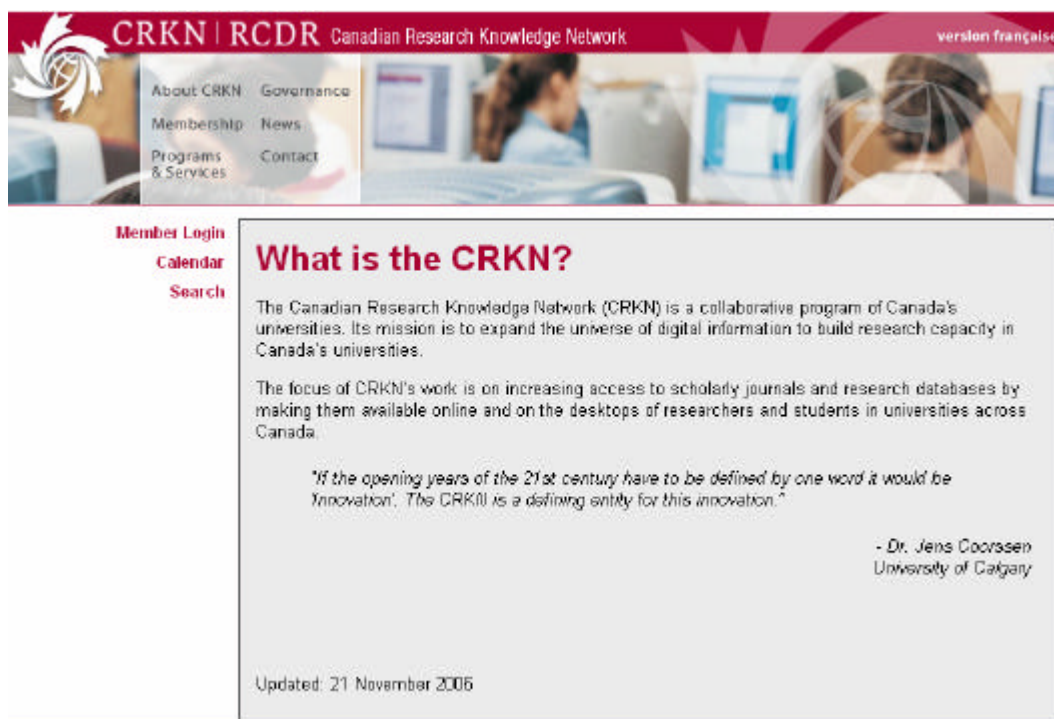 CRKN | RCDR Canadian Research Knowledge Network
version française
About CRKN Governance
Membership News
Programs & Services Contact
Member Login
Calendar
Search
What is the CRKN?
The Canadian Research Knowledge Network (CRKN) is a collaborative program of Canada's
universities. Its mission is to expand the universe of digital information to build research capacity in
Canada's universities.
The focus of CRKN's work is on increasing access to scholarly journals and research databases by
making them available online and on the desktops of researchers and students in universities across
Canada.
"If the opening years of the 21st century have to be defined by one word it would be
'Innovation'. The CRKN is a defining entity for this innovation."
- Dr. Jens Coorssen
University of Calgary
Updated: 21 November 2006